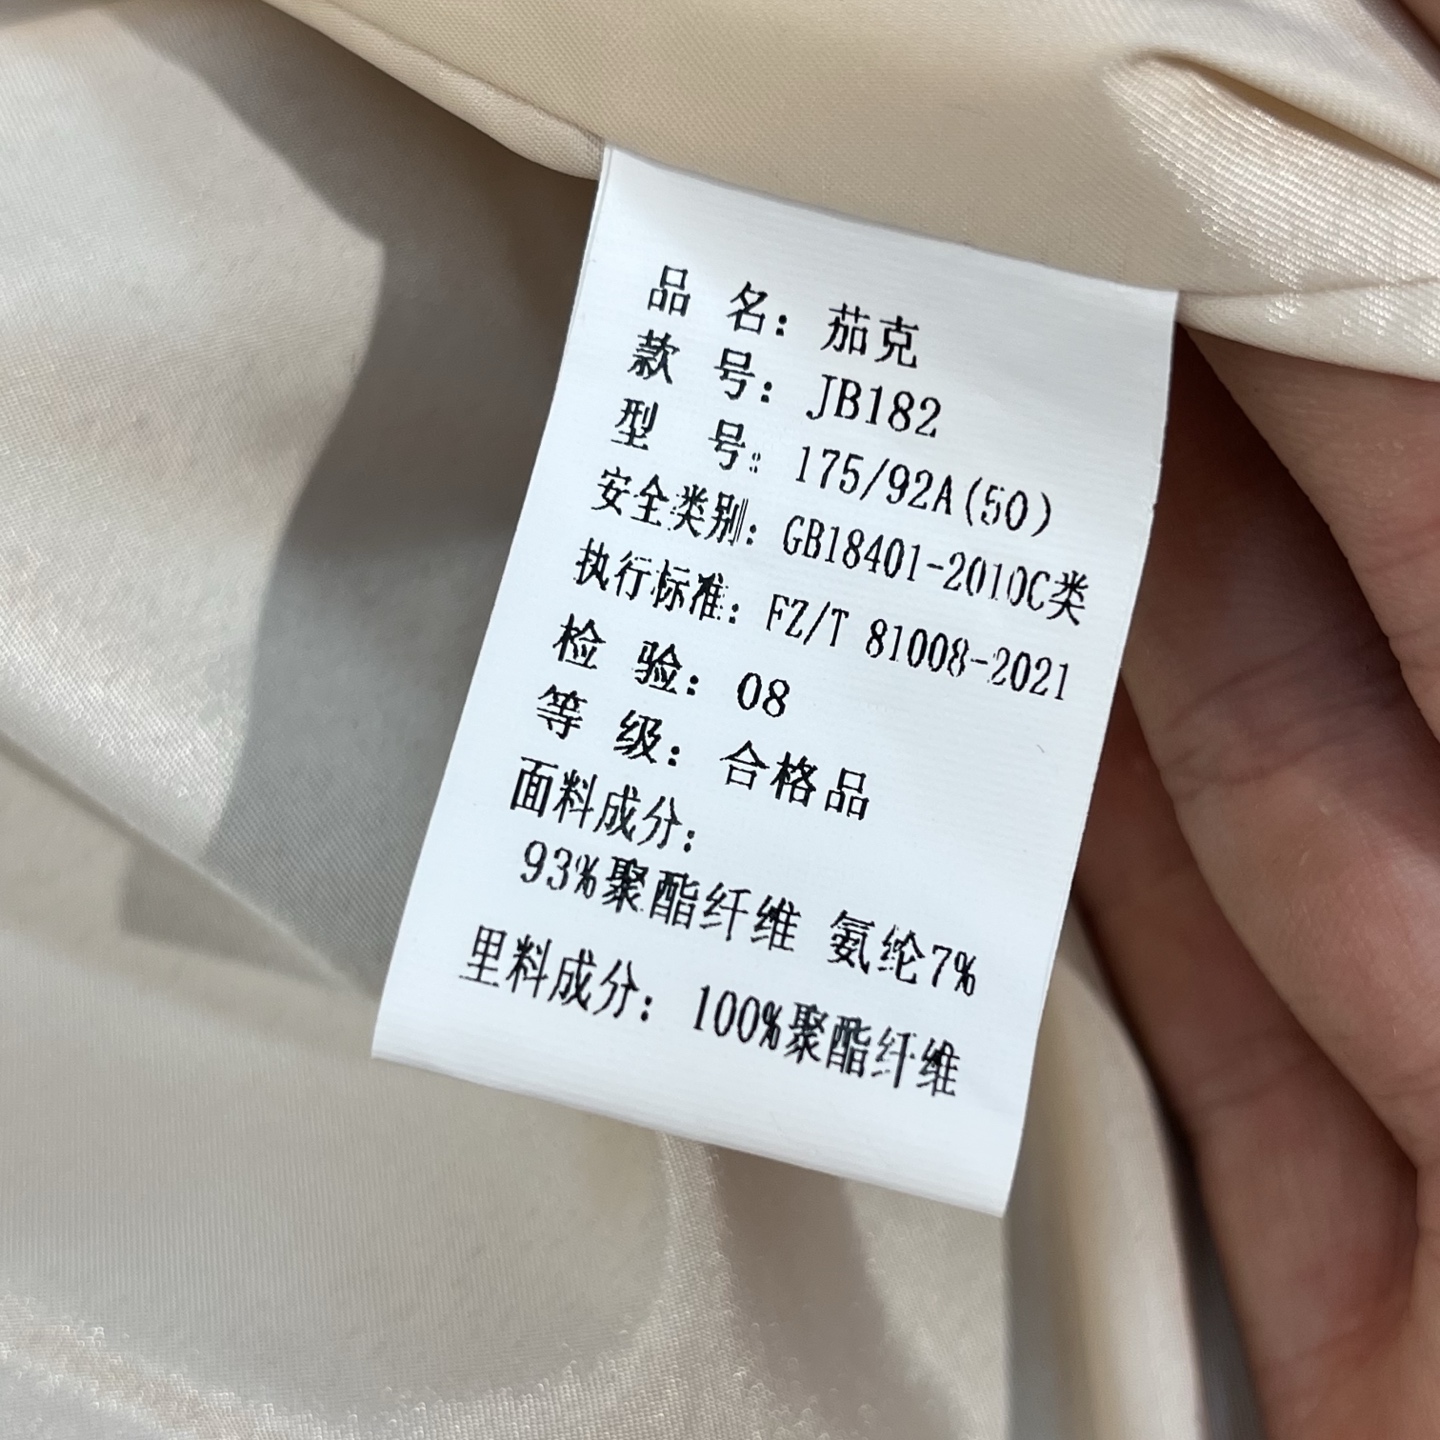 品 名：茄克
款 号：JB182
型 号：175/92A(50)
安全类别：GB18401-2010C类
执行标准：FZ/T 81008-2021
检 验：08
等 级：合格品
面料成分：
93%聚酯纤维 氨纶7%
里料成分：100%聚酯纤维